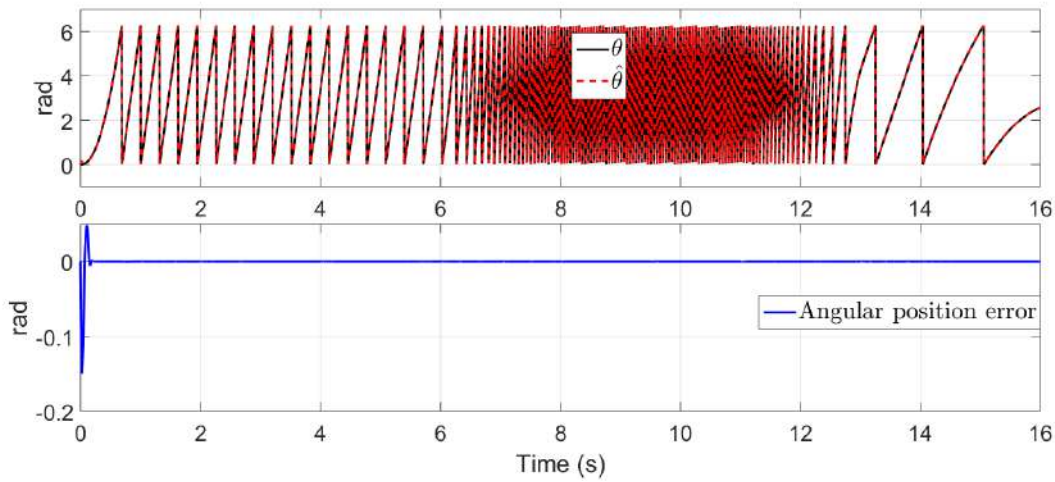 6
4
2
0
rad
θ
θ̂
0 2 4 6 8 10 12 14 16
0
-0.1
-0.2
rad
Angular position error
0 2 4 6 8 10 12 14 16
Time (s)